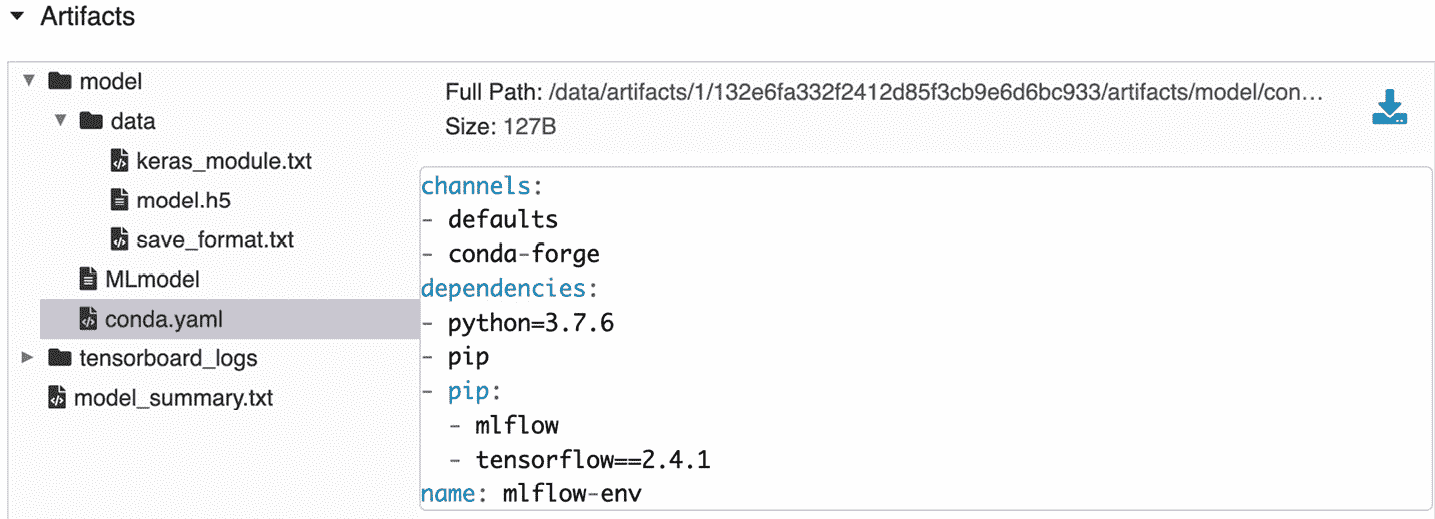 Artifacts
model
data
keras_module.txt
model.h5
save_format.txt
MLmodel
conda.yaml
tensorboard_logs
model_summary.txt
Full Path: /data/artifacts/1/132e6fa332f2412d85f3cb9e6d6bc933/artifacts/model/con...
Size: 127B
channels:
- defaults
- conda-forge
dependencies:
- python=3.7.6
- pip
- pip:
  - mlflow
  - tensorflow==2.4.1
name: mlflow-env